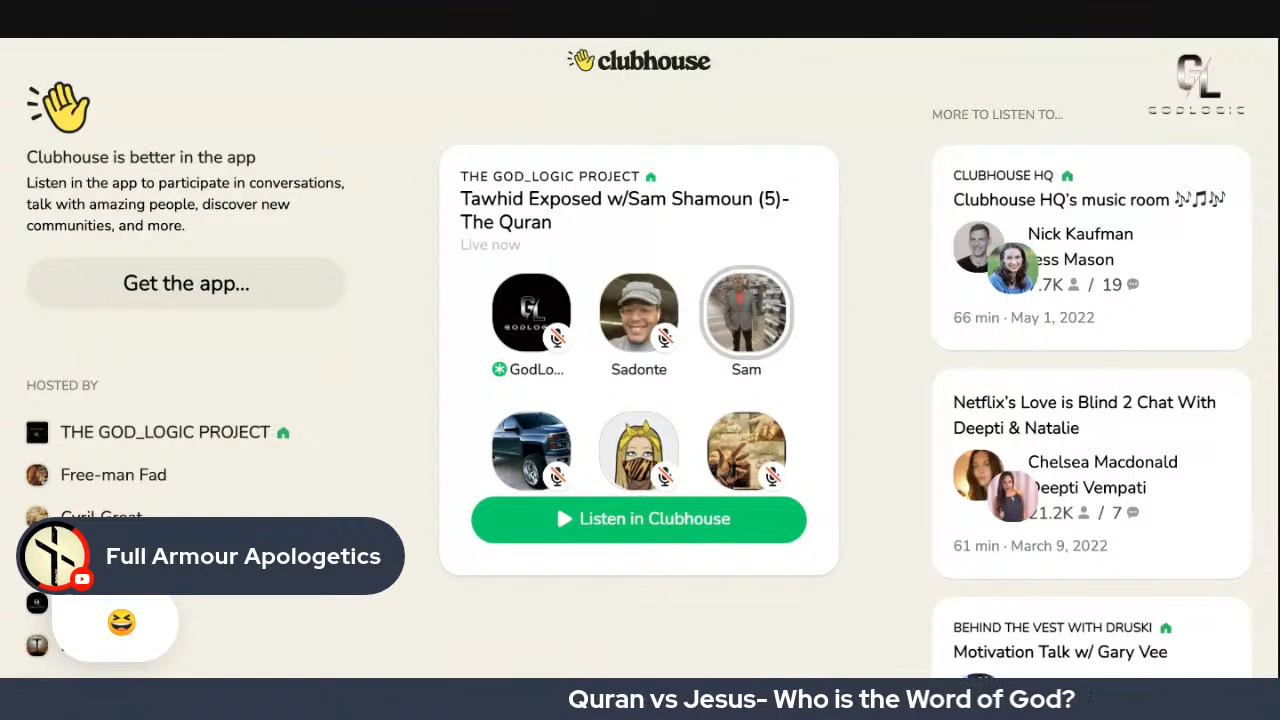 clubhouse
GL
GODLOGIC
Clubhouse is better in the app
Listen in the app to participate in conversations,
talk with amazing people, discover new
communities, and more.
Get the app...
HOSTED BY
THE GOD_LOGIC PROJECT
Free-man Fad
Cyril Great
Full Armour Apologetics
THE GOD_LOGIC PROJECT
Tawhid Exposed w/Sam Shamoun (5)-
The Quran
Live now
GL
GODLOGIC
GodLo...
Sadonte
Sam
Listen in Clubhouse
MORE TO LISTEN TO...
CLUBHOUSE HQ
Clubhouse HQ's music room 🎶🎵🎶
Nick Kaufman
ess Mason
.7K / 19
66 min · May 1, 2022
Netflix's Love is Blind 2 Chat With
Deepti & Natalie
Chelsea Macdonald
Deepti Vempati
21.2K / 7
61 min · March 9, 2022
BEHIND THE VEST WITH DRUSKI
Motivation Talk w/ Gary Vee
Quran vs Jesus- Who is the Word of God?